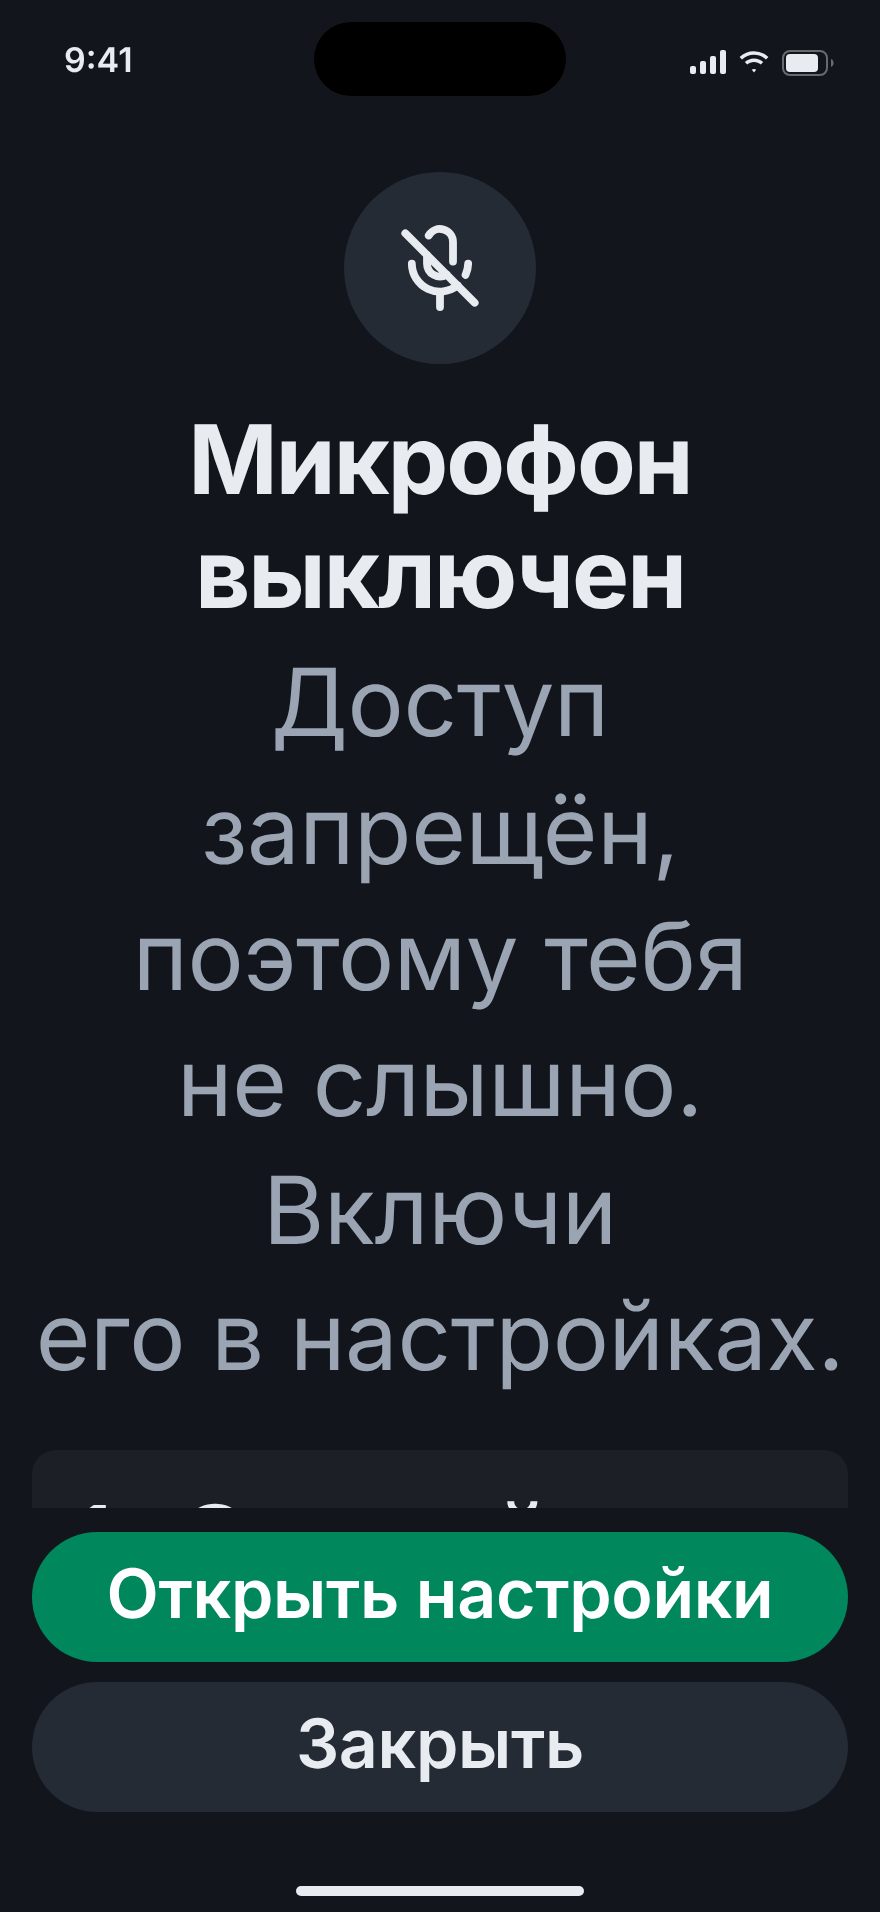 9:41
Микрофон
выключен
Доступ
запрещён,
поэтому тебя
не слышно.
Включи
его в настройках.
Открыть настройки
Закрыть